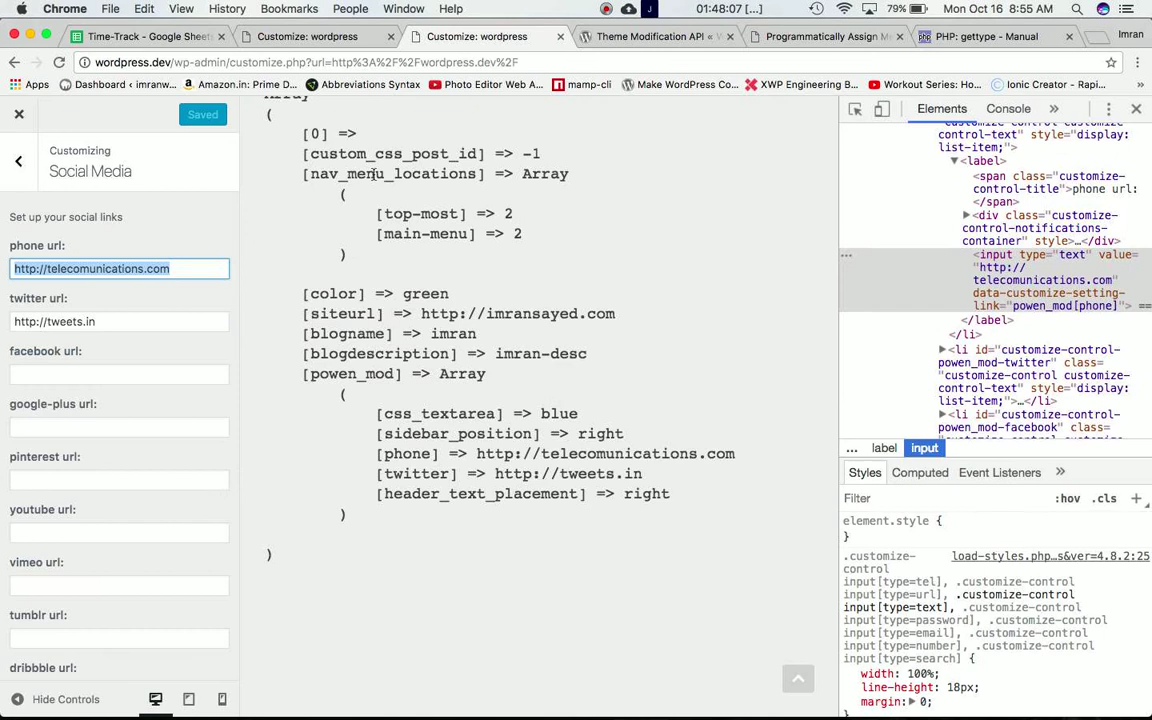 Chrome File Edit View History Bookmarks People Window Help 01:48:07 [...] 79% Mon Oct 16 8:55 AM
Time-Track - Google Sheets Customize: wordpress Customize: wordpress Theme Modification API « W Programmatically Assign M PHP: gettype - Manual Imran
wordpress.dev/wp-admin/customize.php?url=http%3A%2F%2Fwordpress.dev%2F
Apps Dashboard ‹ imranw... Amazon.in: Prime D... Abbreviations Syntax Photo Editor Web A... mamp-cli Make WordPress Co... XWP Engineering Workout Series: Ho... Ionic Creator - Rapi...
Saved
Customizing
Social Media
Set up your social links
phone url:
http://telecomunications.com
twitter url:
http://tweets.in
facebook url:
google-plus url:
pinterest url:
youtube url:
vimeo url:
tumblr url:
dribbble url:
Hide Controls
Array
(
[0] =>
[custom_css_post_id] => -1
[nav_menu_locations] => Array
(
[top-most] => 2
[main-menu] => 2
)
[color] => green
[siteurl] => http://imransayed.com
[blogname] => imran
[blogdescription] => imran-desc
[powen_mod] => Array
(
[css_textarea] => blue
[sidebar_position] => right
[phone] => http://telecomunications.com
[twitter] => http://tweets.in
[header_text_placement] => right
)
)
Elements Console »
customize-control customize-
control-text" style="display:
list-item;">
<label>
<span class="customize-
control-title">phone url:
</span>
<div class="customize-
control-notifications-
container" style>…</div>
<input type="text" value=
"http://
telecomunications.com"
data-customize-setting-
link="powen_mod[phone]"> ==
</label>
</li>
<li id="customize-control-
powen_mod-twitter" class=
"customize-control customize-
control-text" style="display:
list-item;">…</li>
<li id="customize-control-
powen_mod-facebook" class=
... label input
Styles Computed Event Listeners »
Filter :hov .cls +
element.style {
}
.customize-control load-styles.php…s&ver=4.8.2:25
input[type=tel], .customize-control
input[type=url], .customize-control
input[type=text], .customize-control
input[type=password], .customize-control
input[type=email], .customize-control
input[type=number], .customize-control
input[type=search] {
width: 100%;
line-height: 18px;
margin: 0;
}